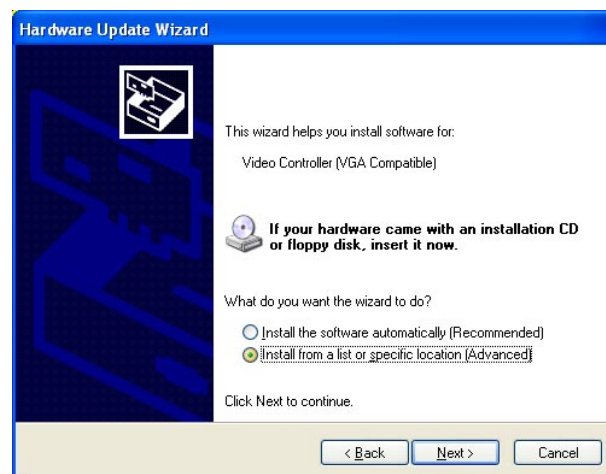 Hardware Update Wizard
This wizard helps you install software for:
Video Controller (VGA Compatible)
If your hardware came with an installation CD
or floppy disk, insert it now.
What do you want the wizard to do?
Install the software automatically (Recommended)
Install from a list or specific location (Advanced)
Click Next to continue.
< Back
Next >
Cancel